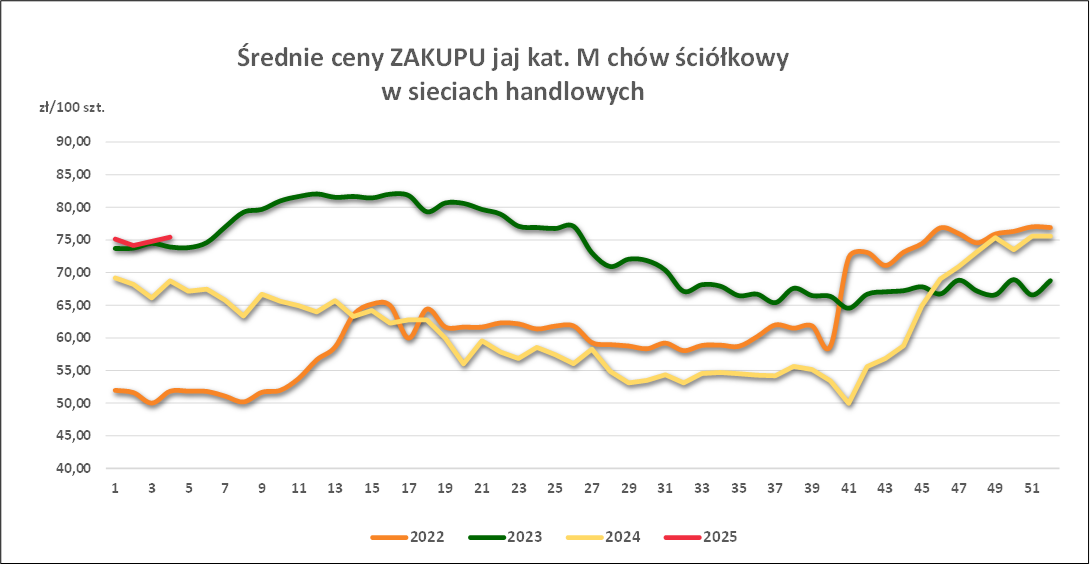 Średnie ceny ZAKUPU jaj kat. M chów ściółkowy
w sieciach handlowych
zł/100 szt.
90,00
85,00
80,00
75,00
70,00
65,00
60,00
55,00
50,00
45,00
40,00
1 3 5 7 9 11 13 15 17 19 21 23 25 27 29 31 33 35 37 39 41 43 45 47 49 51
2022 2023 2024 2025